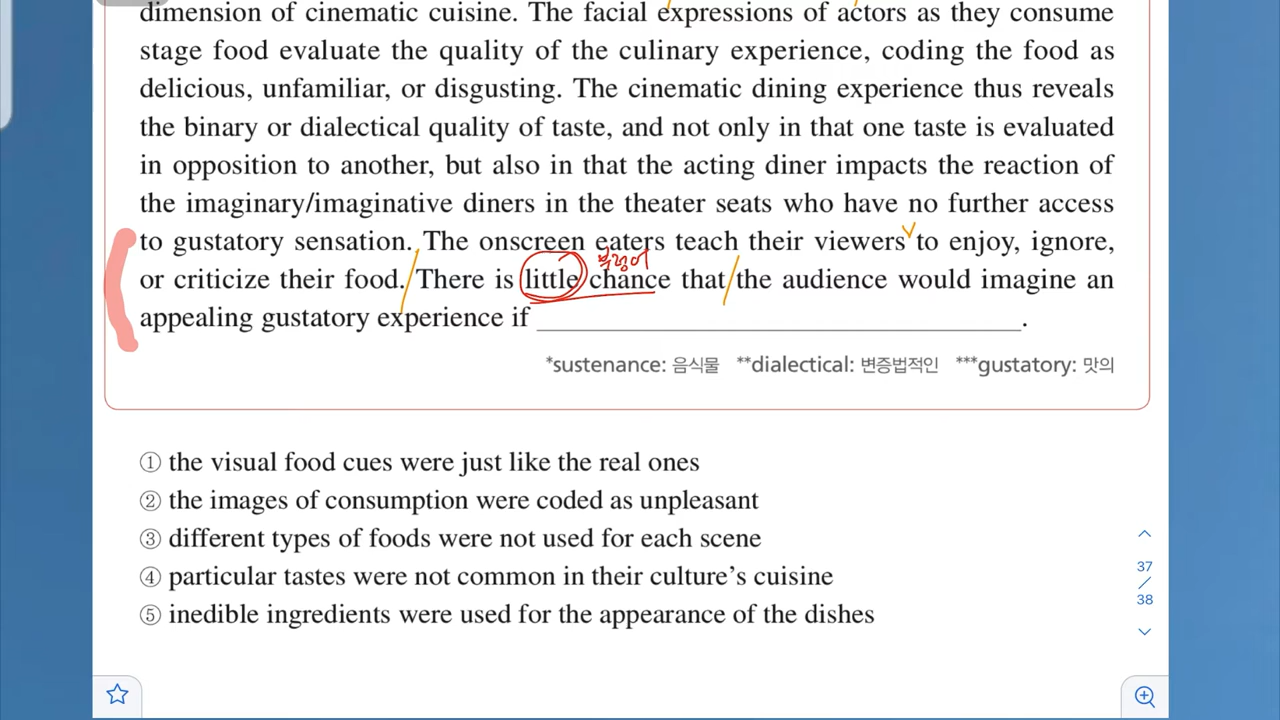 dimension of cinematic cuisine. The facial expressions of actors as they consume
stage food evaluate the quality of the culinary experience, coding the food as
delicious, unfamiliar, or disgusting. The cinematic dining experience thus reveals
the binary or dialectical quality of taste, and not only in that one taste is evaluated
in opposition to another, but also in that the acting diner impacts the reaction of
the imaginary/imaginative diners in the theater seats who have no further access
to gustatory sensation. The onscreen eaters teach their viewers to enjoy, ignore,
부정어
or criticize their food. There is little chance that the audience would imagine an
appealing gustatory experience if ______.
*sustenance: 음식물 **dialectical: 변증법적인 ***gustatory: 맛의
① the visual food cues were just like the real ones
② the images of consumption were coded as unpleasant
③ different types of foods were not used for each scene
④ particular tastes were not common in their culture's cuisine
⑤ inedible ingredients were used for the appearance of the dishes
37
/
38